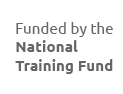 Funded by the
National
Training Fund